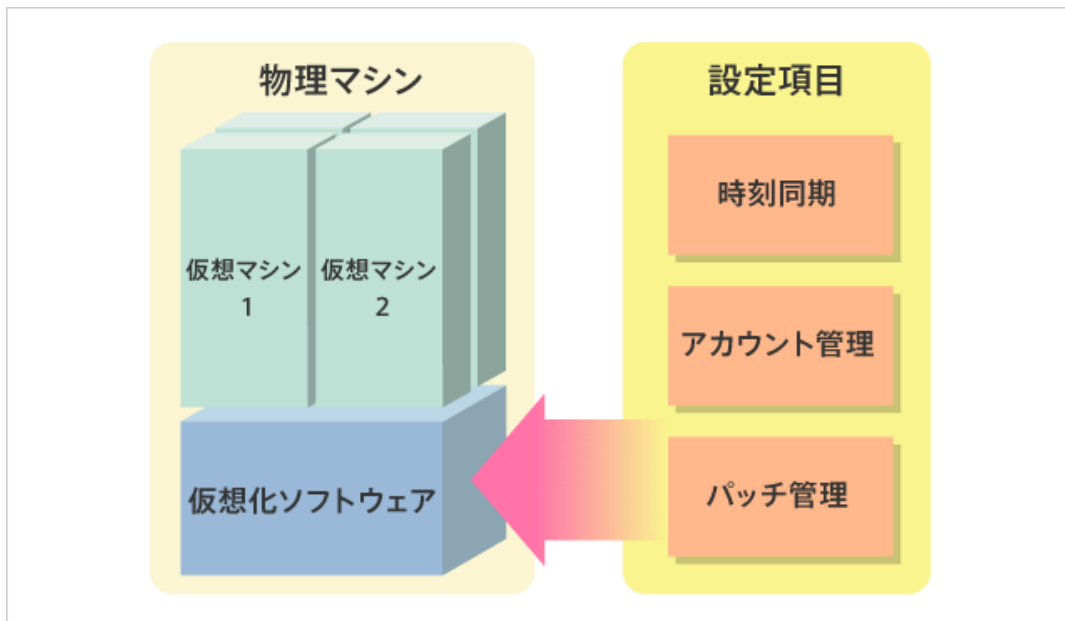 物理マシン
仮想マシン
1
仮想マシン
2
仮想化ソフトウェア
設定項目
時刻同期
アカウント管理
パッチ管理